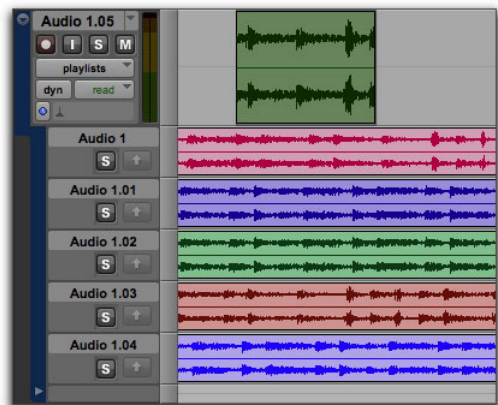 Audio 1.05
I S M
playlists
dyn read
Audio 1
S
Audio 1.01
S
Audio 1.02
S
Audio 1.03
S
Audio 1.04
S